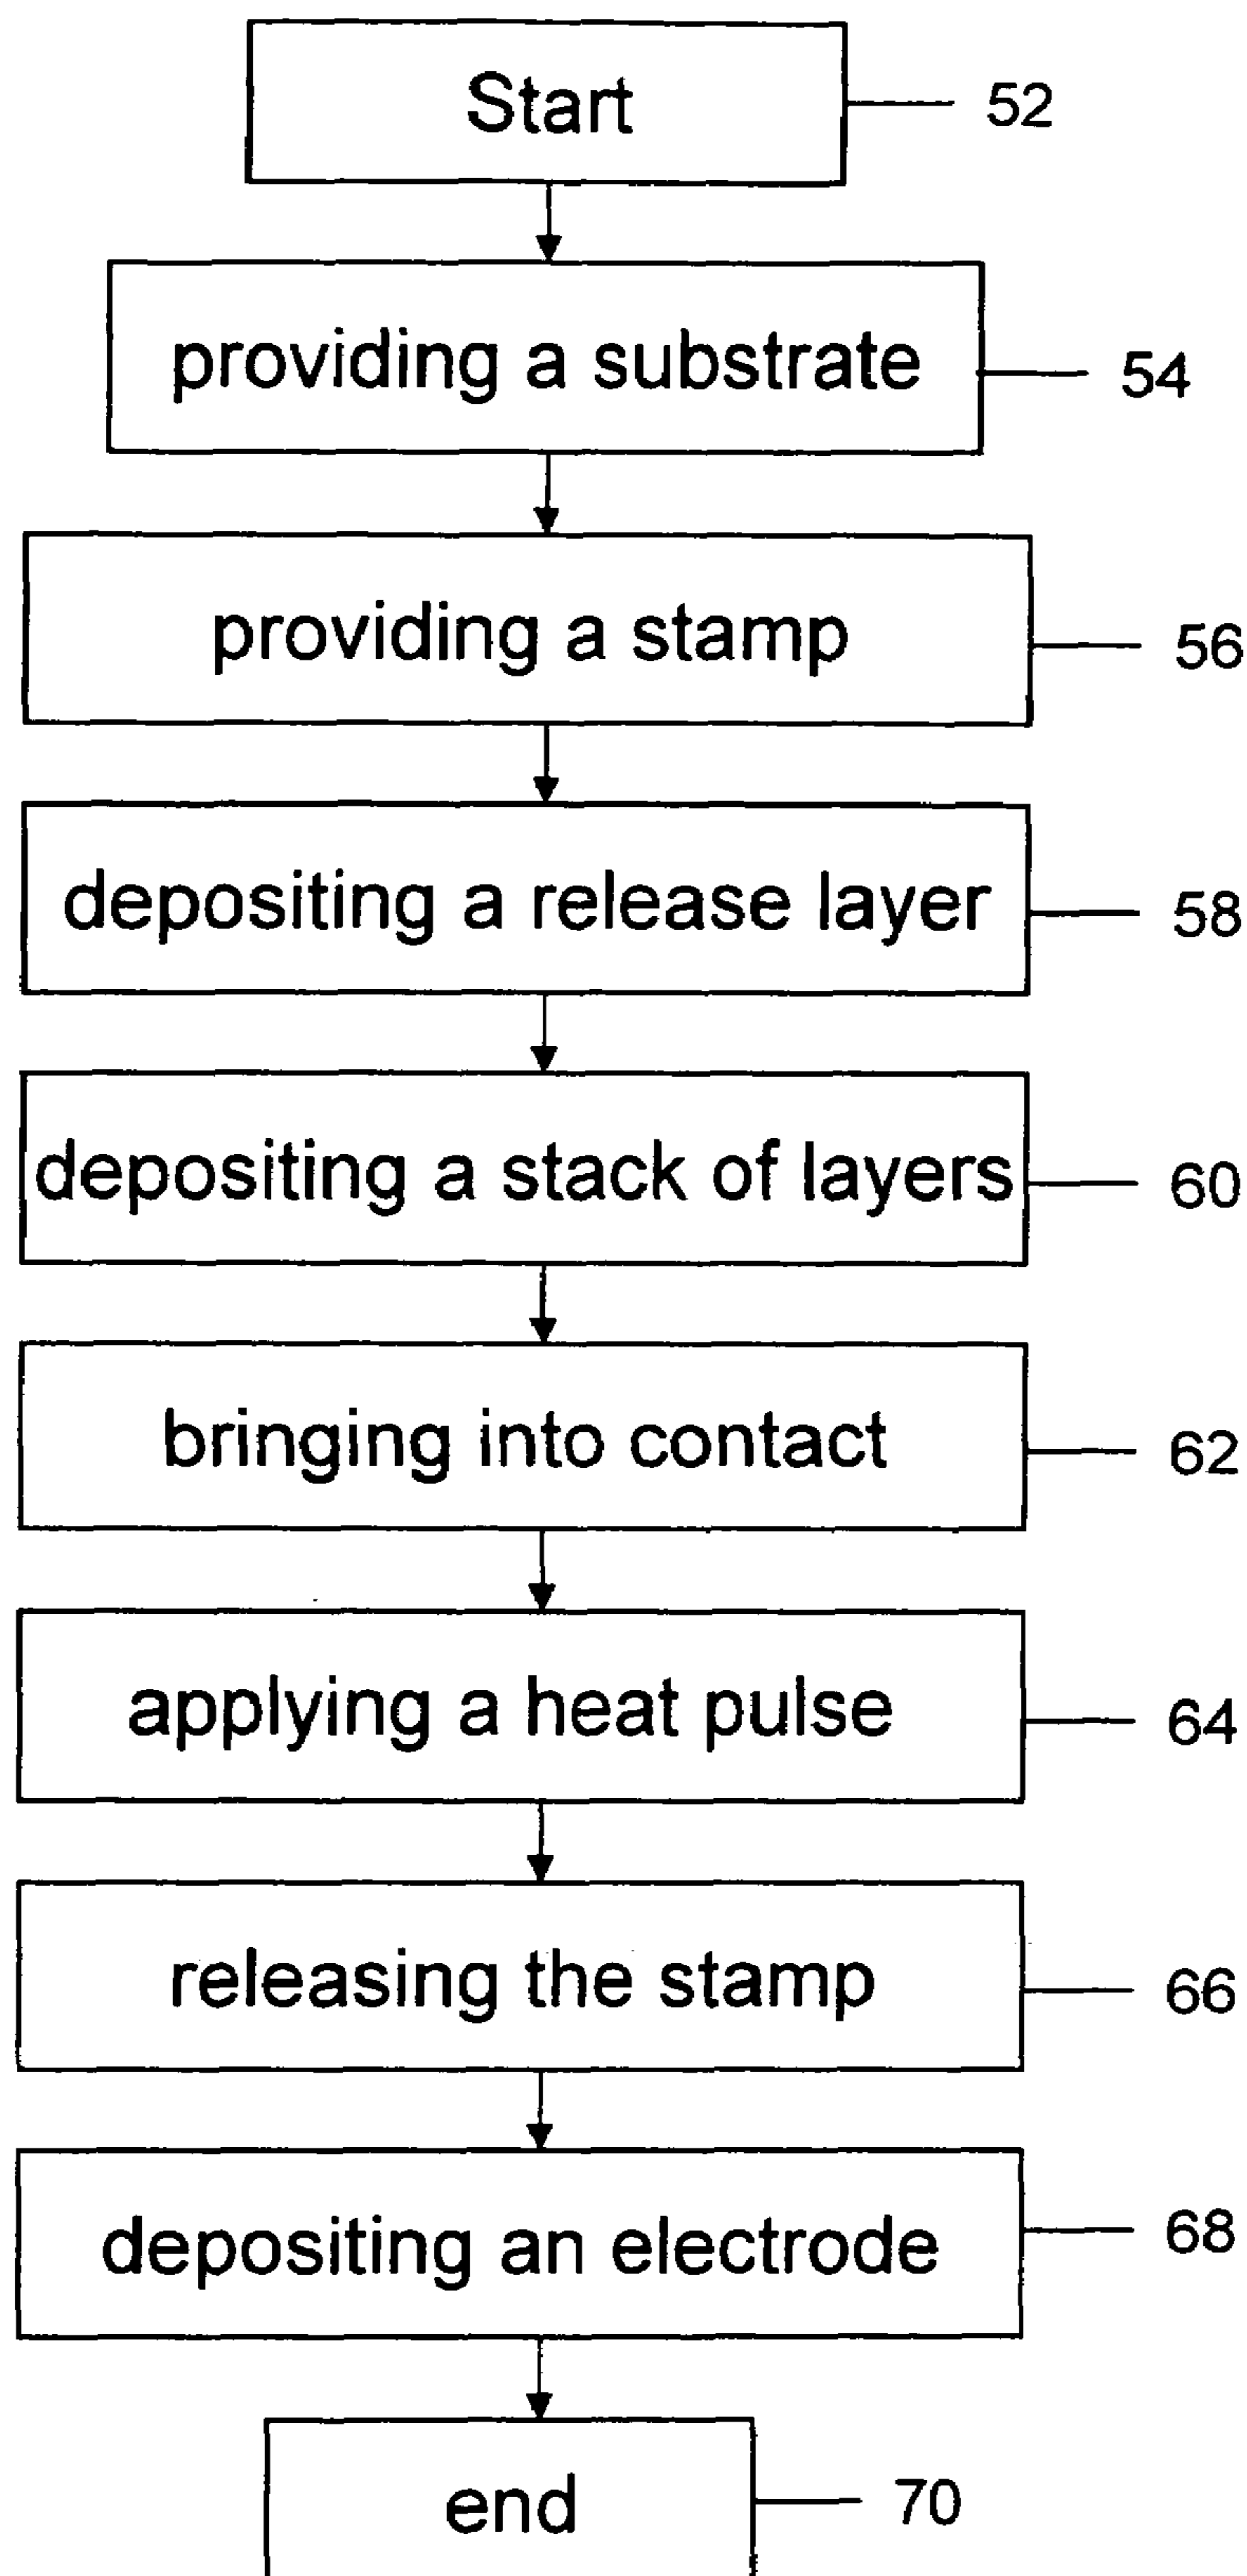 Start 52
providing a substrate 54
providing a stamp 56
depositing a release layer 58
depositing a stack of layers 60
bringing into contact 62
applying a heat pulse 64
releasing the stamp 66
depositing an electrode 68
end 70